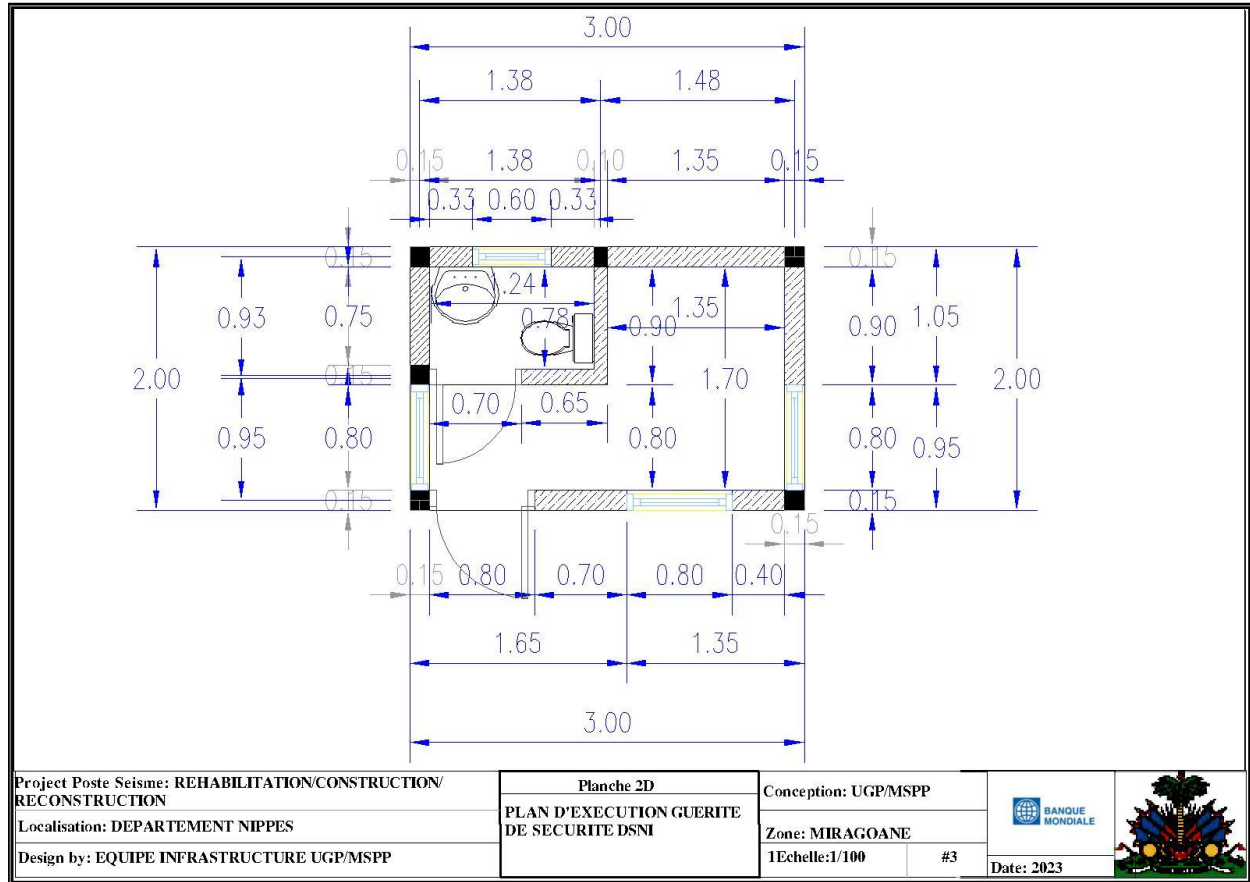 3.00
1.38 1.48
0.15 1.38 0.10 1.35 0.15
0.33 0.60 0.33
0.15 0.15
1.24
0.93 0.75 0.78 0.90 1.35 0.90 1.05
2.00 0.15 1.70 2.00
0.70 0.65
0.95 0.80 0.80 0.80 0.95
0.15 0.15
0.15
0.15 0.80 0.70 0.80 0.40
1.65 1.35
3.00
Project Poste Seisme: REHABILITATION/CONSTRUCTION/
RECONSTRUCTION
Localisation: DEPARTEMENT NIPPES
Design by: EQUIPE INFRASTRUCTURE UGP/MSPP
Planche 2D
PLAN D'EXECUTION GUERITE
DE SECURITE DSNI
Conception: UGP/MSPP
Zone: MIRAGOANE
1Echelle:1/100 #3
BANQUE
MONDIALE
Date: 2023